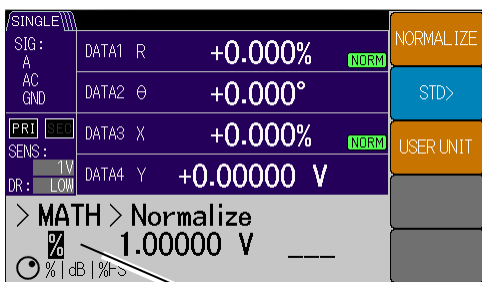 SINGLE
SIG:
A
AC
GND
PRI SEC
SENS:
1V
DR: LOW
DATA1 R +0.000% NORM
DATA2 θ +0.000°
DATA3 X +0.000% NORM
DATA4 Y +0.00000 V
NORMALIZE
STD>
USER UNIT
> MATH > Normalize
% 1.00000 V ___
% | dB | %FS